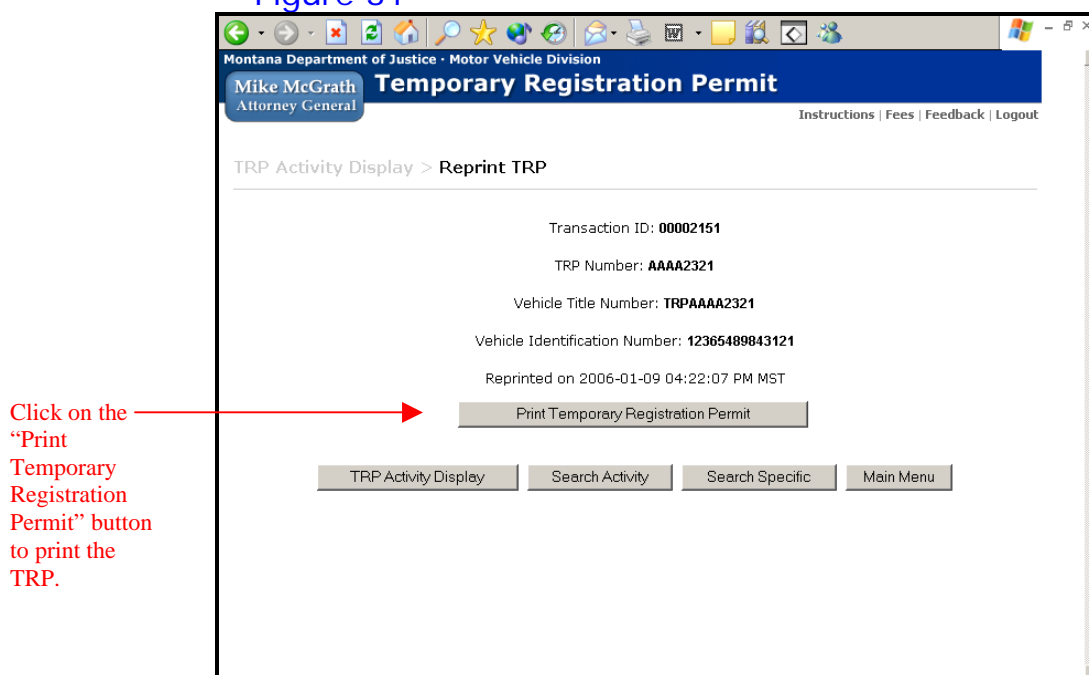 Montana Department of Justice · Motor Vehicle Division
Mike McGrath
Attorney General
Temporary Registration Permit
Instructions | Fees | Feedback | Logout
TRP Activity Display > Reprint TRP
Transaction ID: 00002151
TRP Number: AAAA2321
Vehicle Title Number: TRPAAAA2321
Vehicle Identification Number: 12365489843121
Reprinted on 2006-01-09 04:22:07 PM MST
Print Temporary Registration Permit
TRP Activity Display Search Activity Search Specific Main Menu
Click on the
“Print
Temporary
Registration
Permit” button
to print the
TRP.